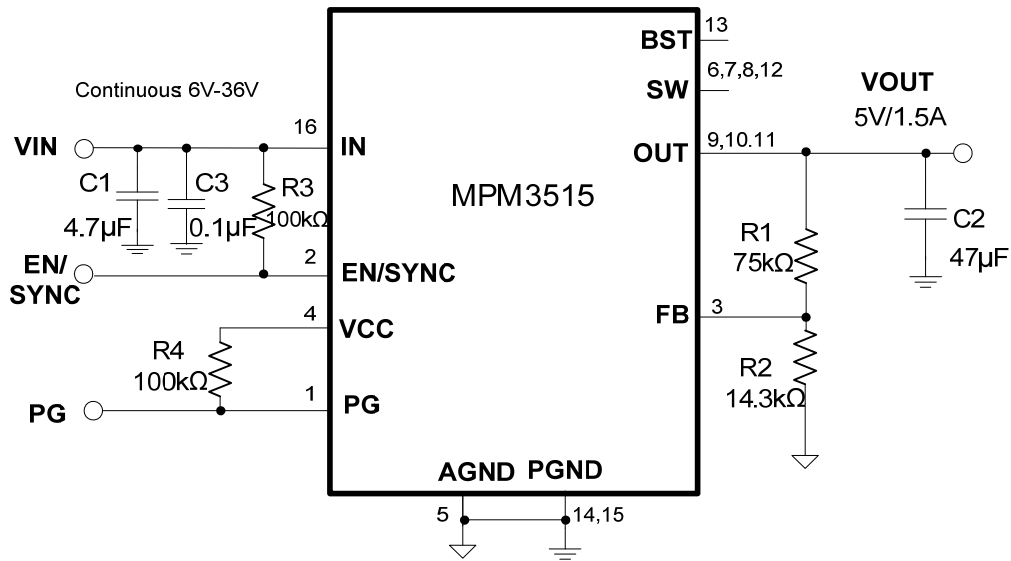 Continuous: 6V-36V
VIN
C1
4.7µF
C3
0.1µF
R3
100kΩ
EN/
SYNC
R4
100kΩ
PG
16
IN
2
EN/SYNC
4
VCC
1
PG
MPM3515
BST
13
SW
6,7,8,12
OUT
9,10.11
FB
3
AGND
PGND
5
14,15
VOUT
5V/1.5A
R1
75kΩ
C2
47µF
R2
14.3kΩ